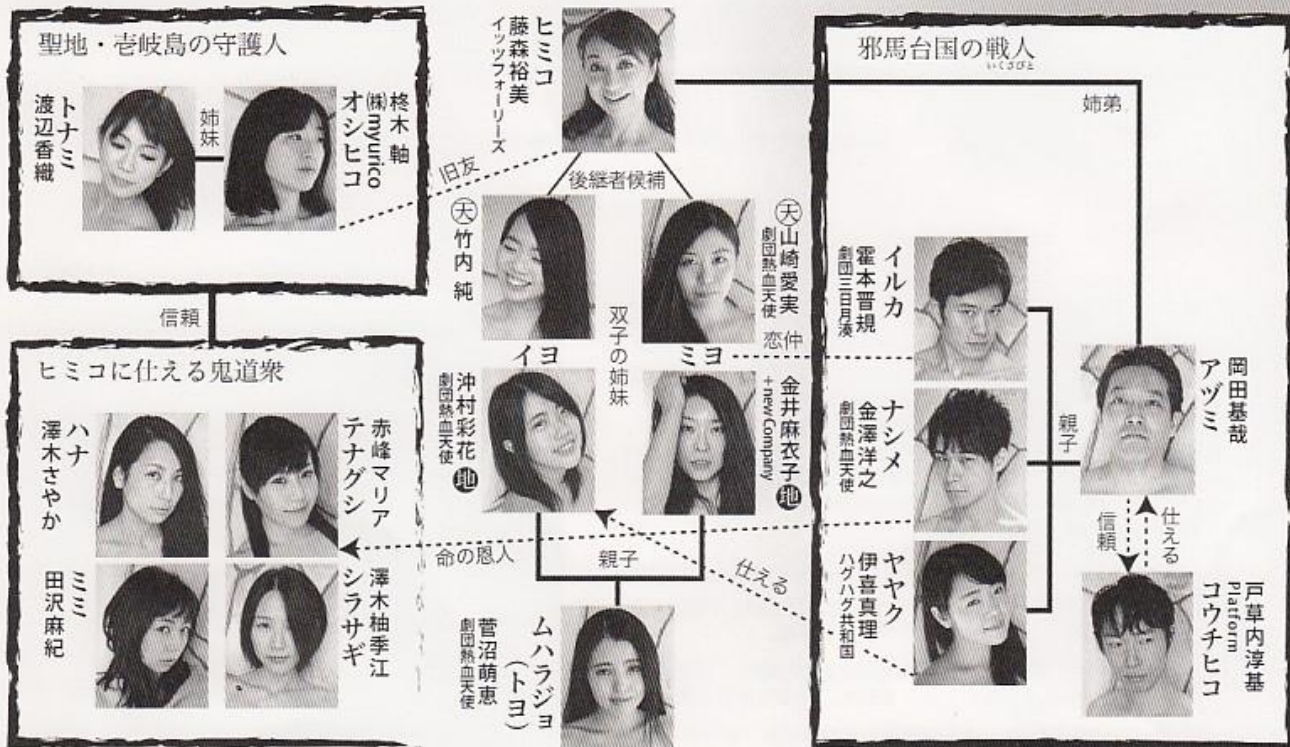 聖地・壱岐島の守護人
トナミ
渡辺香織
姉妹
柊木 軸
㈱myurico
オシヒコ
ヒミコ
藤森裕美
イッツフォーリーズ
旧友
後継者候補
姉弟
信頼
ヒミコに仕える鬼道衆
ハナ
澤木さやか
赤峰マリア
テナグシ
ミミ
田沢麻紀
澤木柚季江
シラサギ
㊝竹内 純
イヨ
沖村彩花 地
劇団熱血天使
双子の姉妹
天 山崎愛実
劇団熱血天使
ミヨ
金井麻衣子 地
+new Company
恋仲
命の恩人
親子
仕える
ムハラジョ
(トヨ)
菅沼萌恵
劇団熱血天使
邪馬台国の戦人
いくさびと
イルカ
霍本晋規
劇団三日月湊
ナシメ
金澤洋之
劇団熱血天使
ヤヤク
伊喜真理
ハグハグ共和国
親子
岡田基哉
アヅミ
信頼
仕える
戸草内淳基
Platform
コウチヒコ